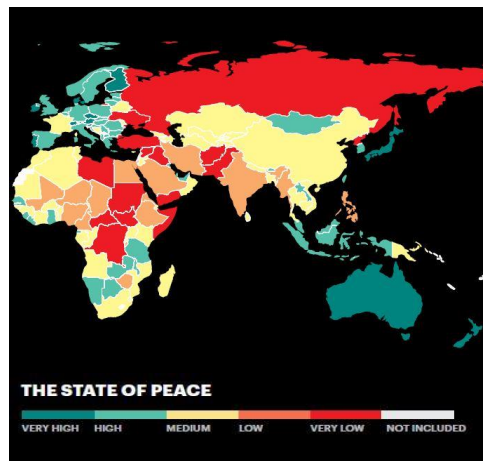 THE STATE OF PEACE
VERY HIGH HIGH MEDIUM LOW VERY LOW NOT INCLUDED